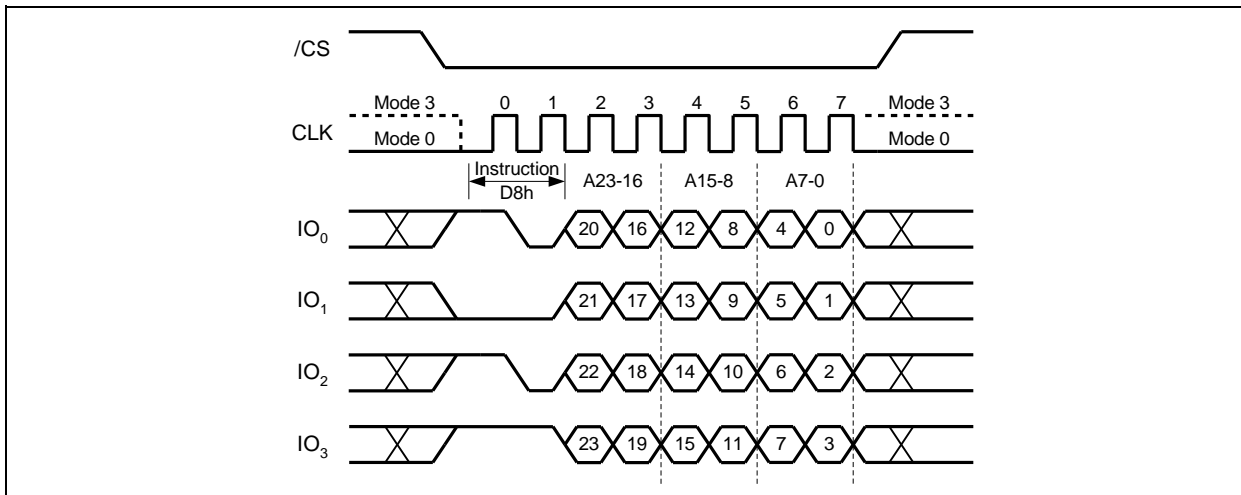 /CS
Mode 3 0 1 2 3 4 5 6 7 Mode 3
CLK
Mode 0 Mode 0
Instruction
D8h
A23-16 A15-8 A7-0
IO0 20 16 12 8 4 0
IO1 21 17 13 9 5 1
IO2 22 18 14 10 6 2
IO3 23 19 15 11 7 3